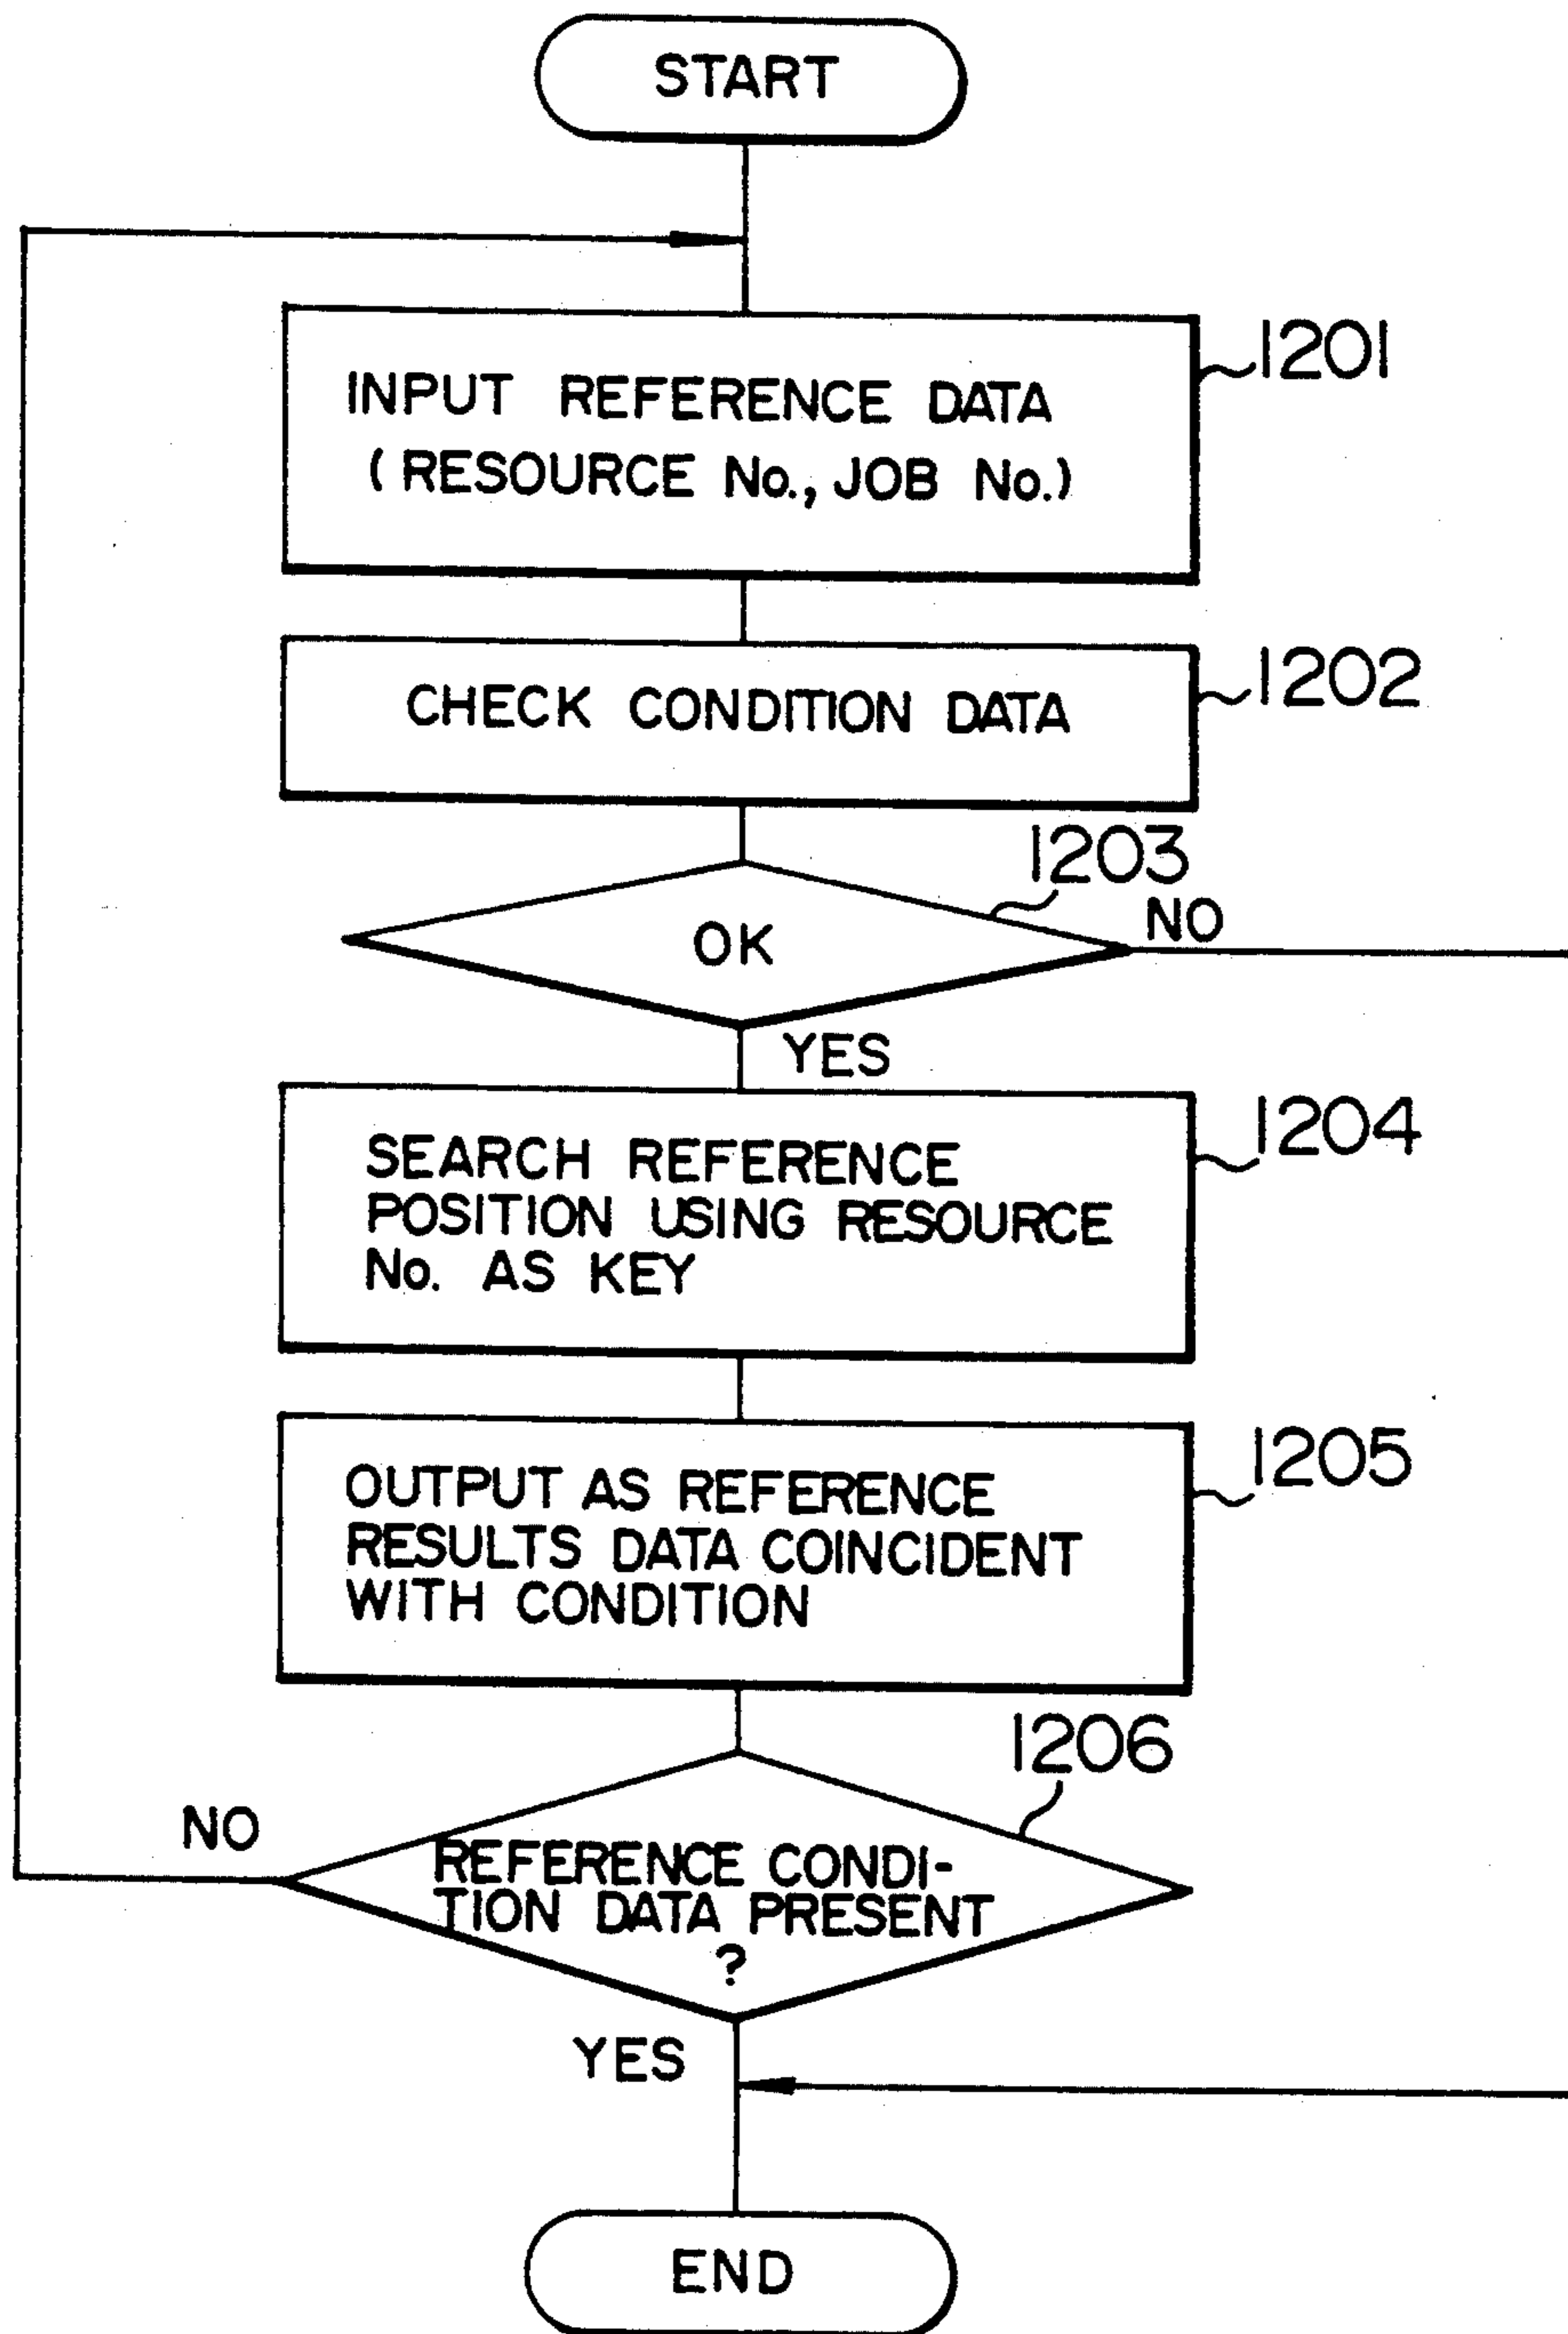 START
INPUT REFERENCE DATA
(RESOURCE No., JOB No.)
1201
CHECK CONDITION DATA
1202
1203
OK
NO
YES
SEARCH REFERENCE
POSITION USING RESOURCE
No. AS KEY
1204
OUTPUT AS REFERENCE
RESULTS DATA COINCIDENT
WITH CONDITION
1205
1206
NO
REFERENCE CONDI-
TION DATA PRESENT
?
YES
END